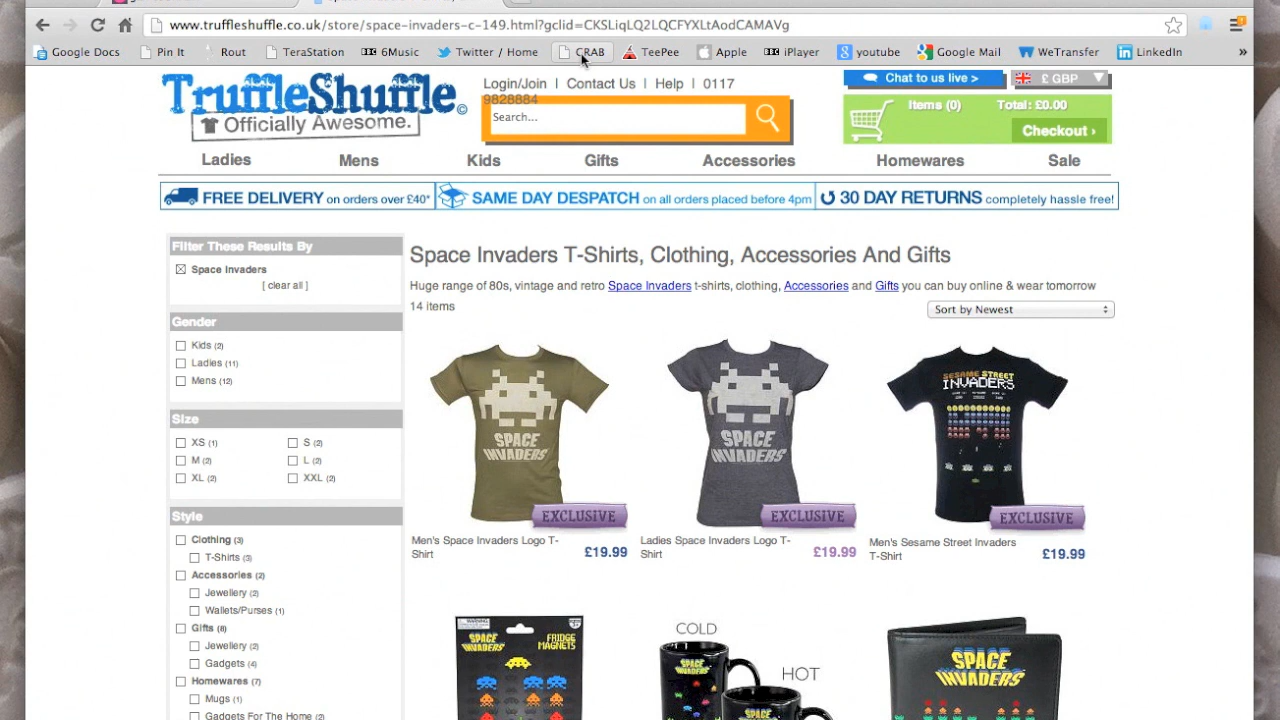 www.truffleshuffle.co.uk/store/space-invaders-c-149.html?gclid=CKSLiqLQ2LQCFYXLtAodCAMAVg
Google Docs Pin It Rout TeraStation 6Music Twitter / Home CRAB TeePee Apple iPlayer youtube Google Mail WeTransfer LinkedIn »
TruffleShuffle
Officially Awesome.
Login/Join | Contact Us | Help | 0117
9828884
Search...
Chat to us live >
£ GBP
Items (0) Total: £0.00
Checkout ›
Ladies Mens Kids Gifts Accessories Homewares Sale
FREE DELIVERY on orders over £40* SAME DAY DESPATCH on all orders placed before 4pm 30 DAY RETURNS completely hassle free!
Filter These Results By
Space Invaders
[ clear all ]
Gender
Kids (2)
Ladies (11)
Mens (12)
Size
XS (1) S (2)
M (2) L (2)
XL (2) XXL (2)
Style
Clothing (3)
T-Shirts (3)
Accessories (2)
Jewellery (2)
Wallets/Purses (1)
Gifts (8)
Jewellery (2)
Gadgets (4)
Homewares (7)
Mugs (1)
Gadgets For The Home (2)
Space Invaders T-Shirts, Clothing, Accessories And Gifts
Huge range of 80s, vintage and retro Space Invaders t-shirts, clothing, Accessories and Gifts you can buy online & wear tomorrow
14 items
Sort by Newest
SPACE
INVADERS
EXCLUSIVE
Men's Space Invaders Logo T-
Shirt
£19.99
SPACE
INVADERS
EXCLUSIVE
Ladies Space Invaders Logo T-
Shirt
£19.99
SESAME STREET
INVADERS
EXCLUSIVE
Men's Sesame Street Invaders
T-Shirt
£19.99
SPACE
INVADERS
FRIDGE
MAGNETS
COLD
SPACE
INVADERS
HOT
SPACE
INVADERS
SPACE
INVADERS